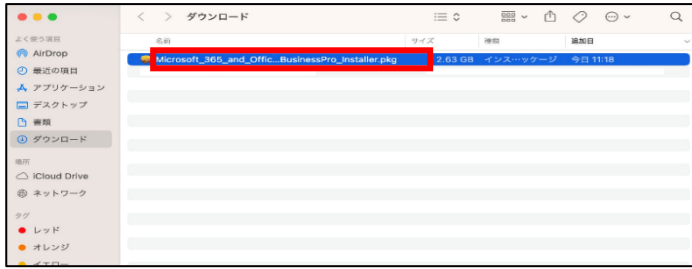 ダウンロード
よく使う項目
AirDrop
最近の項目
アプリケーション
デスクトップ
書類
ダウンロード
場所
iCloud Drive
ネットワーク
タグ
レッド
オレンジ
イエロー
名前 サイズ 種類 追加日
Microsoft_365_and_Offic...BusinessPro_Installer.pkg 2.63 GB インス…ッケージ 今日 11:18